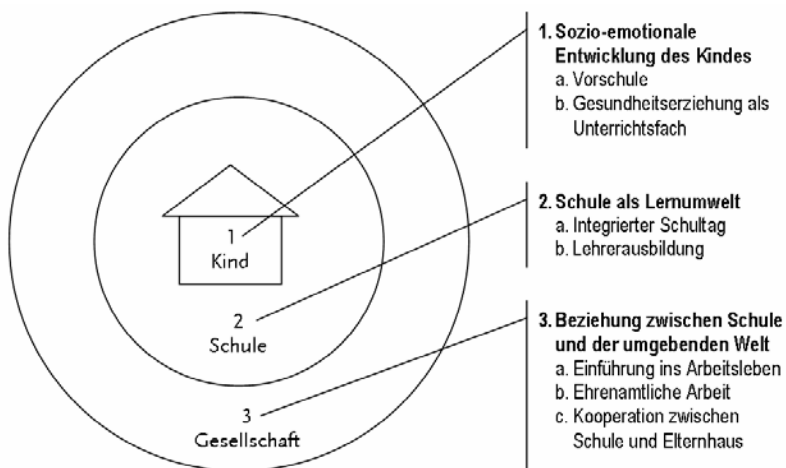 1
Kind
2
Schule
3
Gesellschaft
1. Sozio-emotionale
Entwicklung des Kindes
a. Vorschule
b. Gesundheitserziehung als
Unterrichtsfach
2. Schule als Lernumwelt
a. Integrierter Schultag
b. Lehrerausbildung
3. Beziehung zwischen Schule
und der umgebenden Welt
a. Einführung ins Arbeitsleben
b. Ehrenamtliche Arbeit
c. Kooperation zwischen
Schule und Elternhaus